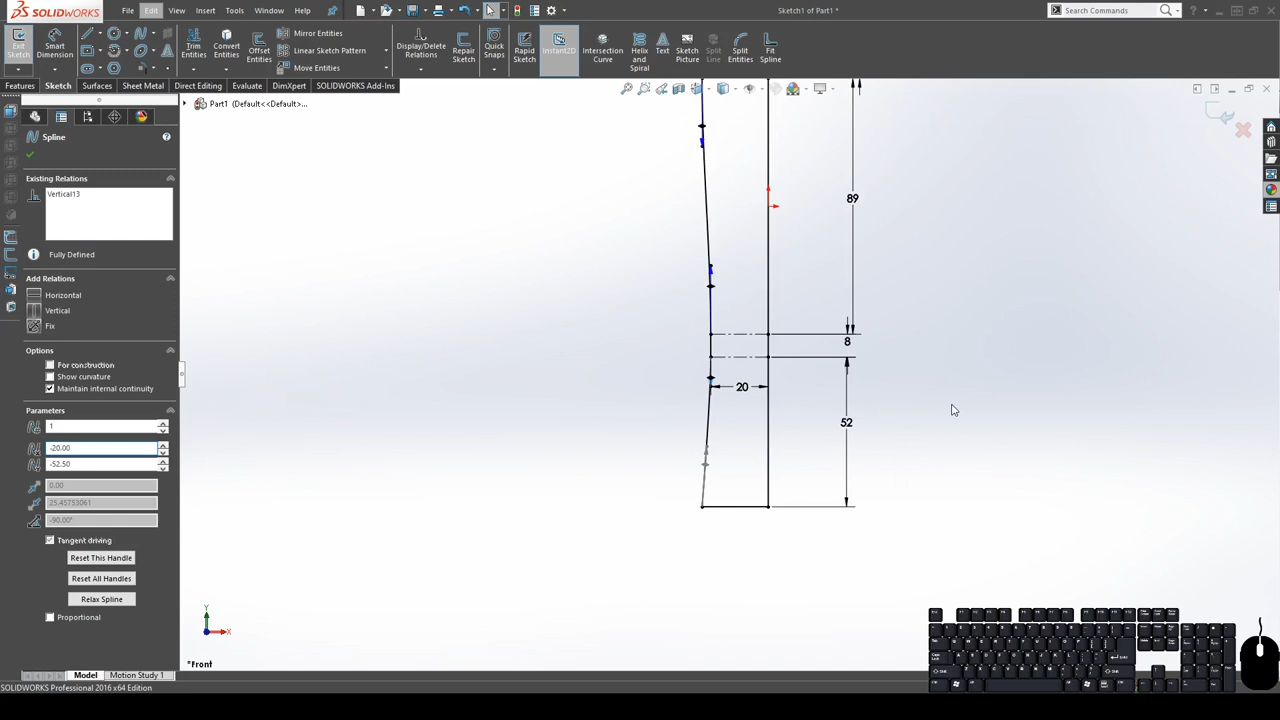 SOLIDWORKS
File Edit View Insert Tools Window Help
Sketch1 of Part1 *
Search Commands
Exit Sketch
Smart Dimension
Trim Entities
Convert Entities
Offset Entities
Mirror Entities
Linear Sketch Pattern
Move Entities
Display/Delete Relations
Repair Sketch
Quick Snaps
Rapid Sketch
Instant2D
Intersection Curve
Helix and Spiral
Text
Sketch Picture
Split Line
Split Entities
Fit Spline
Features Sketch Surfaces Sheet Metal Direct Editing Evaluate DimXpert SOLIDWORKS Add-Ins
Part1 (Default<<Default>...
Spline
Existing Relations
Vertical13
Fully Defined
Add Relations
Horizontal
Vertical
Fix
Options
For construction
Show curvature
Maintain internal continuity
Parameters
1
-20.00
-52.50
0.00
25.45753061
-90.00°
Tangent driving
Reset This Handle
Reset All Handles
Relax Spline
Proportional
89
8
20
52
Y
X
*Front
Model Motion Study 1
SOLIDWORKS Professional 2016 x64 Edition